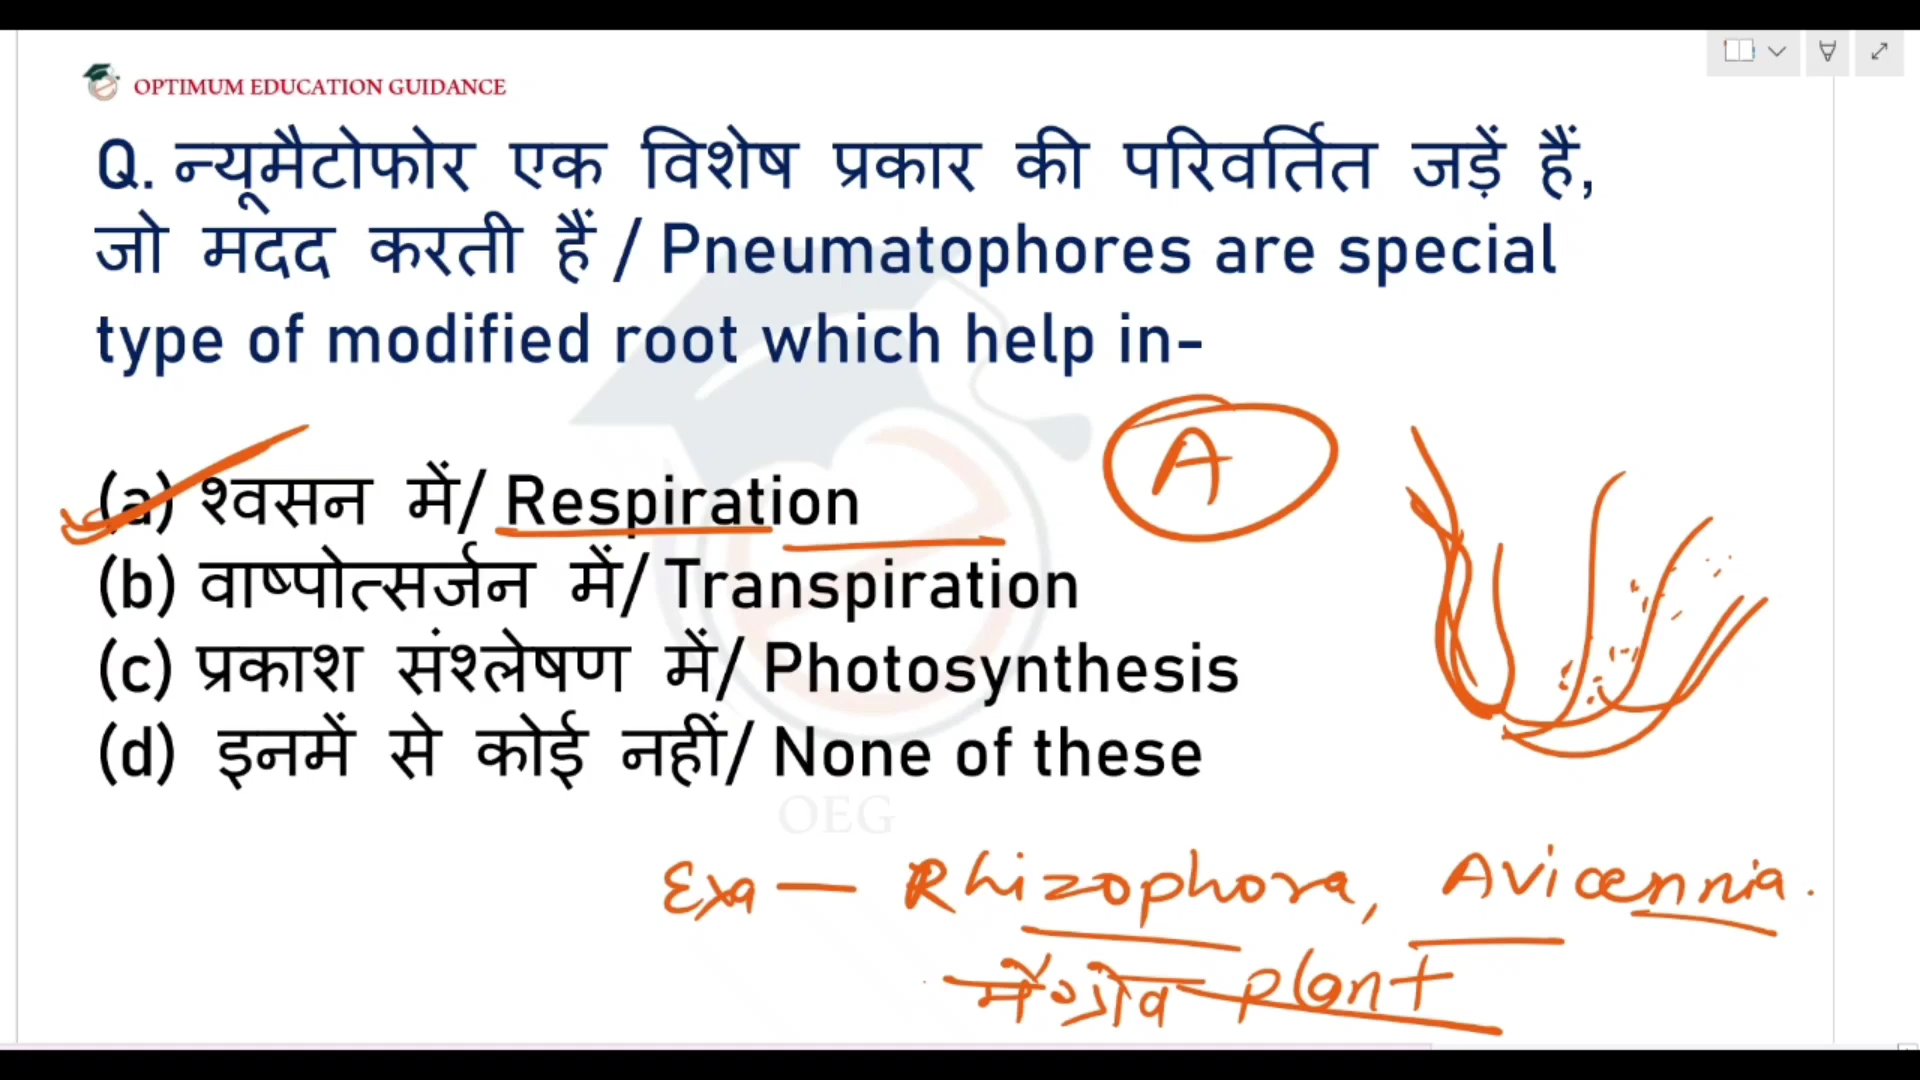 OPTIMUM EDUCATION GUIDANCE
Q. न्यूमैटोफोर एक विशेष प्रकार की परिवर्तित जड़ें हैं,
जो मदद करती हैं / Pneumatophores are special
type of modified root which help in-
A
(a) श्वसन में/ Respiration
(b) वाष्पोत्सर्जन में/ Transpiration
(c) प्रकाश संश्लेषण में/ Photosynthesis
(d) इनमें से कोई नहीं/ None of these
OEG
Exa — Rhizophora, Avicennia.
मैंग्रोव plant